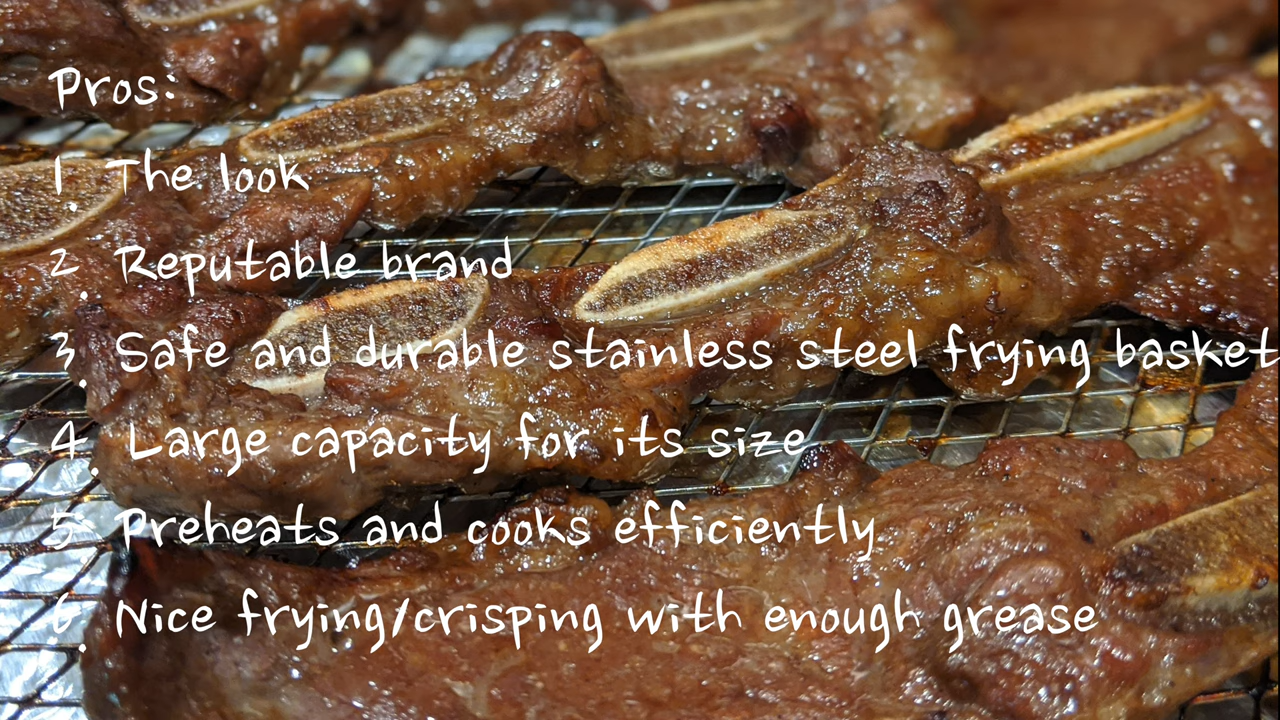 Pros:
1. The look
2. Reputable brand
3. Safe and durable stainless steel frying basket
4. Large capacity for its size
5. Preheats and cooks efficiently
6. Nice frying/crisping with enough grease